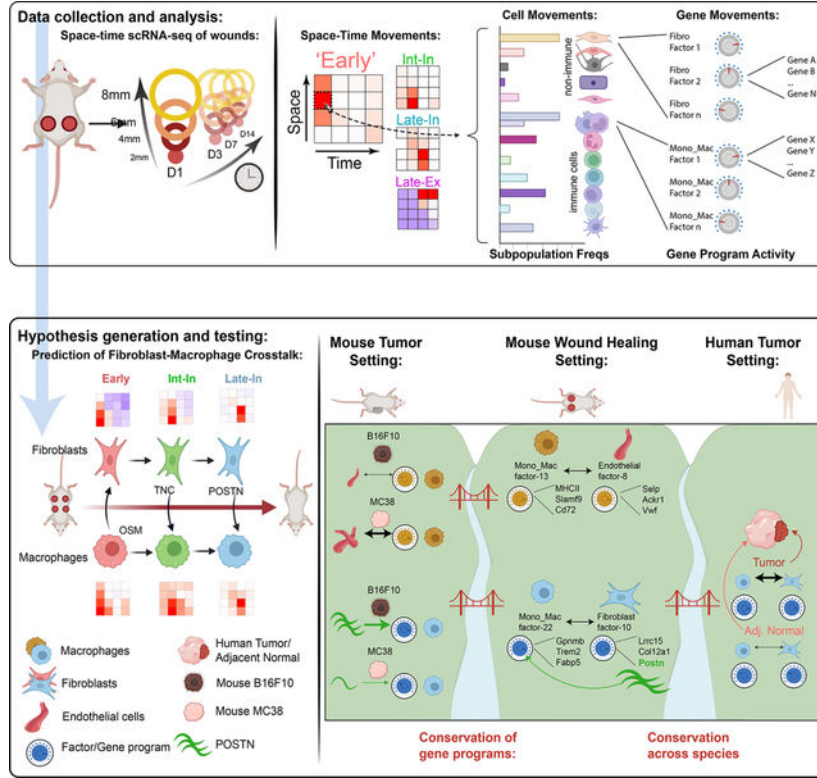 Data collection and analysis:
Space-time scRNA-seq of wounds:
8mm
6mm
4mm
2mm
D1
D3
D7
D14
Space-Time Movements:
'Early'
Space
Time
Int-In
Late-In
Late-Ex
Cell Movements:
non-immune
immune cells
Subpopulation Freqs
Gene Movements:
Fibro
Factor 1
Fibro
Factor 2
Fibro
Factor n
Mono_Mac
Factor 1
Mono_Mac
Factor 2
Mono_Mac
Factor n
Gene A
Gene B
...
Gene N
Gene X
Gene Y
...
Gene Z
Gene Program Activity
Hypothesis generation and testing:
Prediction of Fibroblast-Macrophage Crosstalk:
Early
Int-In
Late-In
Fibroblasts
TNC
POSTN
OSM
Macrophages
Macrophages
Fibroblasts
Endothelial cells
Factor/Gene program
Human Tumor/
Adjacent Normal
Mouse B16F10
Mouse MC38
POSTN
Mouse Tumor
Setting:
B16F10
MC38
B16F10
MC38
Mouse Wound Healing
Setting:
Mono_Mac
factor-13
Endothelial
factor-8
MHCII
Slamf9
Cd72
Selp
Ackr1
Vwf
Mono_Mac
factor-22
Fibroblast
factor-10
Gpnmb
Trem2
Fabp5
Lrrc15
Col12a1
Postn
Human Tumor
Setting:
Tumor
Adj. Normal
Conservation of
gene programs:
Conservation
across species